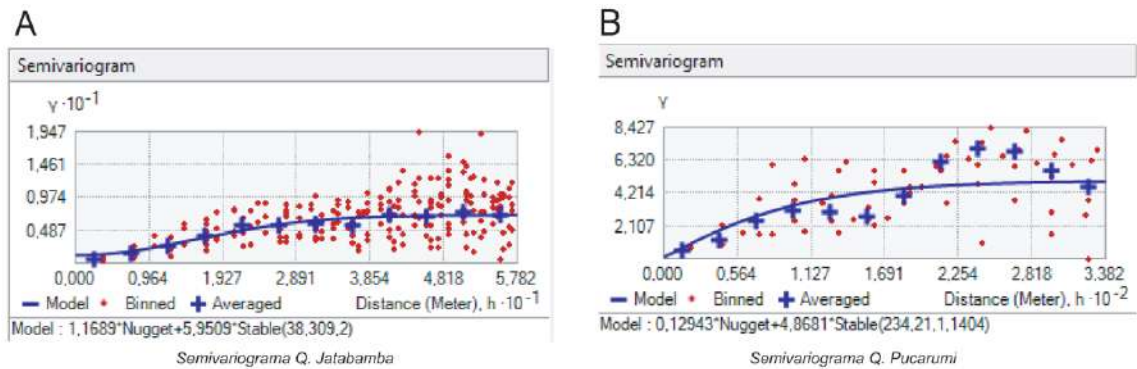 A
B
Semivariogram
Semivariogram
γ ·10⁻¹
1,947
1,461
0,974
0,487
0,000 0,964 1,927 2,891 3,854 4,818 5,782
Model Binned Averaged Distance (Meter), h ·10⁻¹
Model : 1,1689*Nugget+5,9509*Stable(38,309,2)
Semivariograma Q. Jatabamba
γ
8,427
6,320
4,214
2,107
0,000 0,564 1,127 1,691 2,254 2,818 3,382
Model Binned Averaged Distance (Meter), h ·10⁻²
Model : 0,12943*Nugget+4,8681*Stable(234,21,1,1404)
Semivariograma Q. Pucarumi